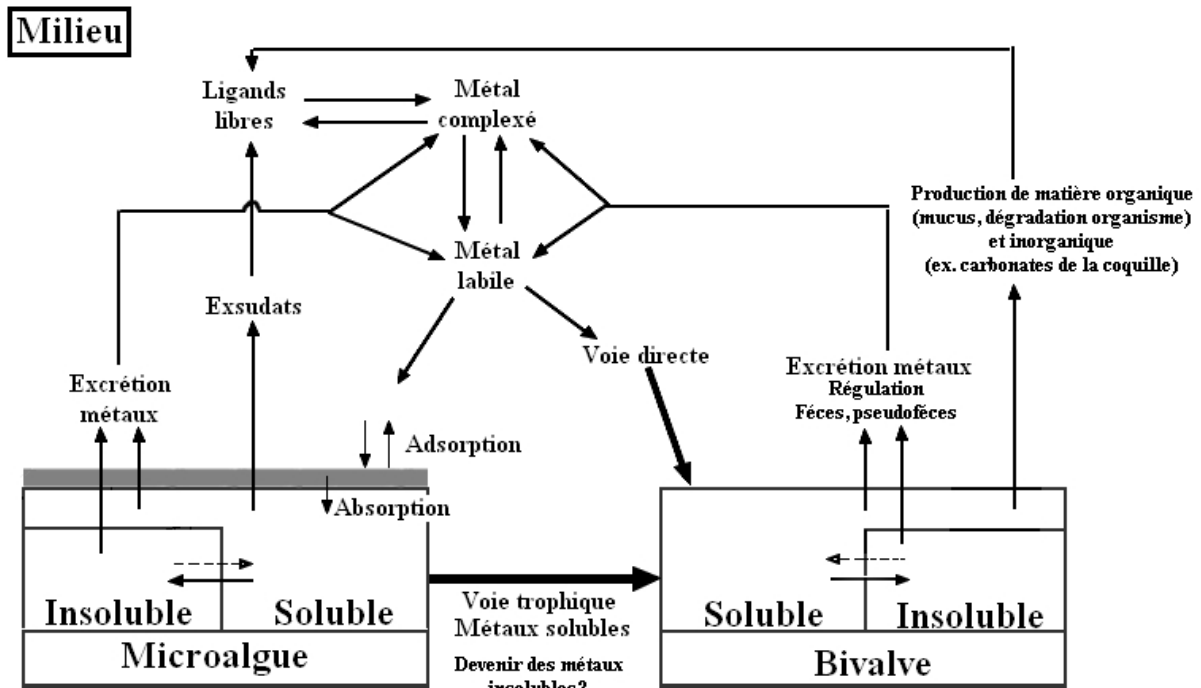 Milieu
Ligands
libres
Métal
complexé
Production de matière organique
(mucus, dégradation organisme)
et inorganique
(ex. carbonates de la coquille)
Métal
labile
Exsudats
Voie directe
Excrétion
métaux
Excrétion métaux
Régulation
Féces, pseudoféces
Adsorption
Absorption
Insoluble
Soluble
Microalgue
Voie trophique
Métaux solubles
Devenir des métaux
insolubles?
Soluble
Insoluble
Bivalve